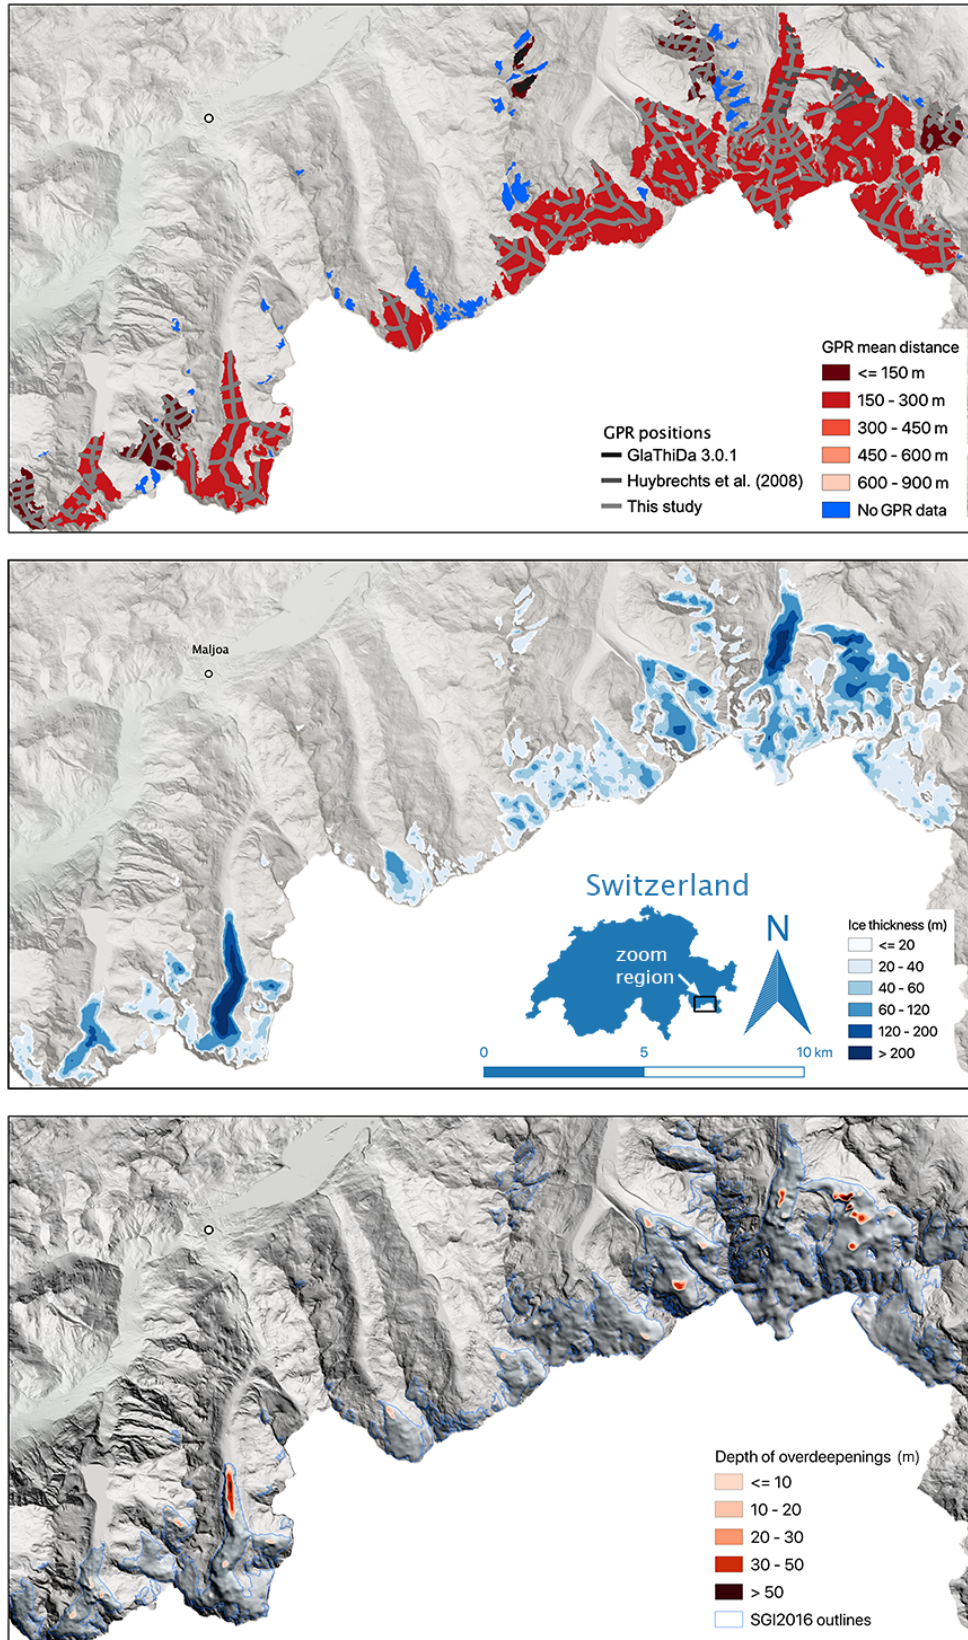 GPR mean distance
<= 150 m
150 - 300 m
300 - 450 m
450 - 600 m
600 - 900 m
No GPR data
GPR positions
GlaThiDa 3.0.1
Huybrechts et al. (2008)
This study
Maljoa
Switzerland
zoom
region
N
0 5 10 km
Ice thickness (m)
<= 20
20 - 40
40 - 60
60 - 120
120 - 200
> 200
Depth of overdeepenings (m)
<= 10
10 - 20
20 - 30
30 - 50
> 50
SGI2016 outlines